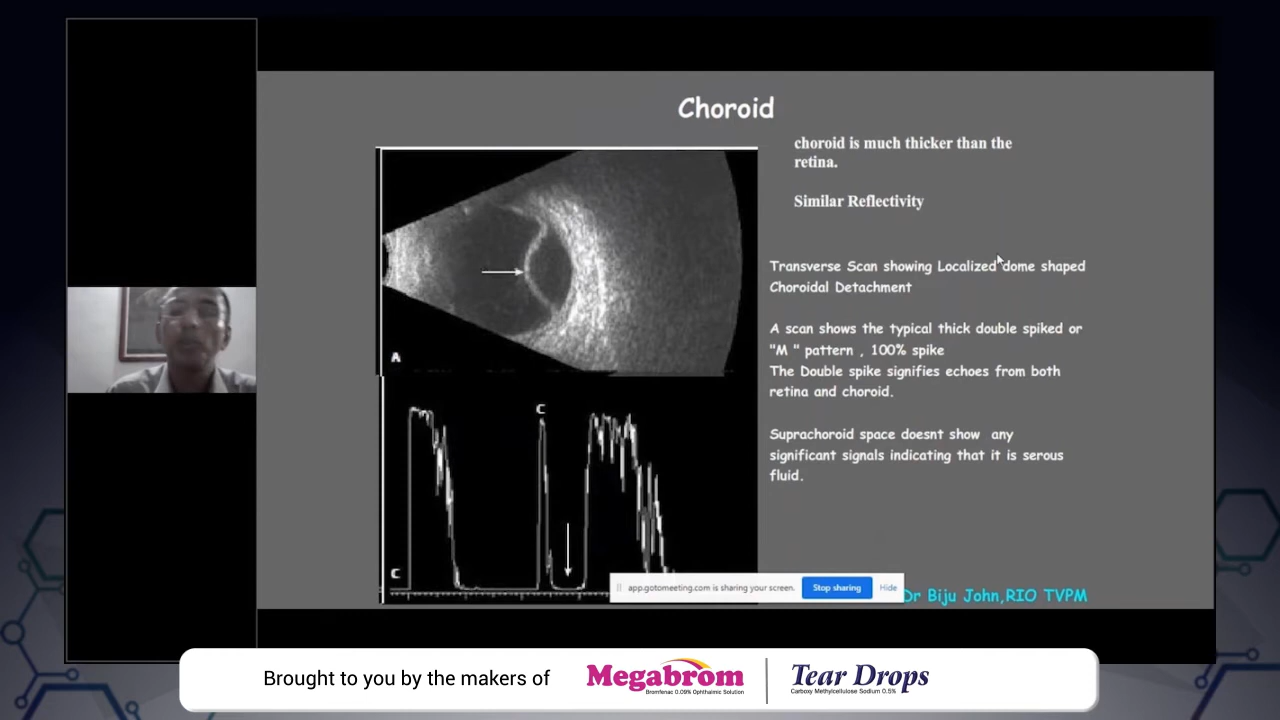 Choroid
choroid is much thicker than the
retina.
Similar Reflectivity
Transverse Scan showing Localized dome shaped
Choroidal Detachment
A scan shows the typical thick double spiked or
"M " pattern , 100% spike
The Double spike signifies echoes from both
retina and choroid.
Suprachoroid space doesnt show any
significant signals indicating that it is serous
fluid.
A
C
C
app.gotomeeting.com is sharing your screen.
Stop sharing
Hide
Dr Biju John,RIO TVPM
Brought to you by the makers of
Megabrom
Bromfenac 0.09% Ophthalmic Solution
Tear Drops
Carboxy Methylcellulose Sodium 0.5%